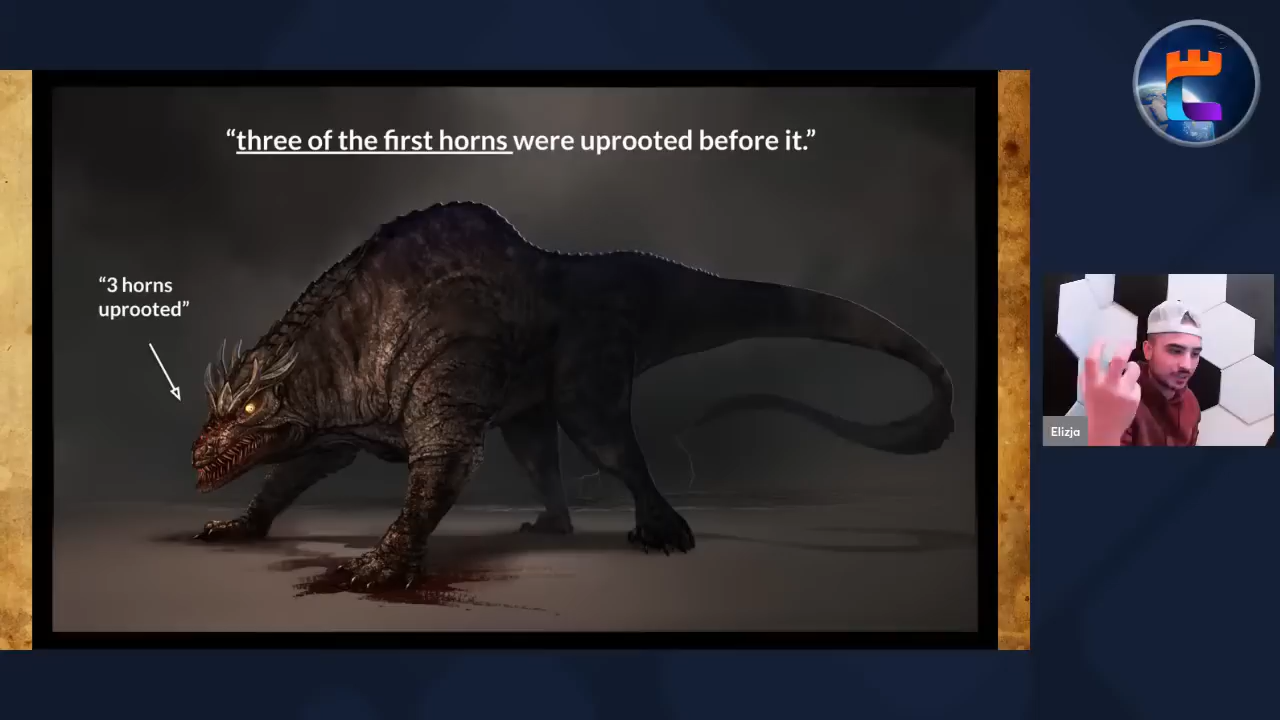 “three of the first horns were uprooted before it.”
“3 horns
uprooted”
Elizja